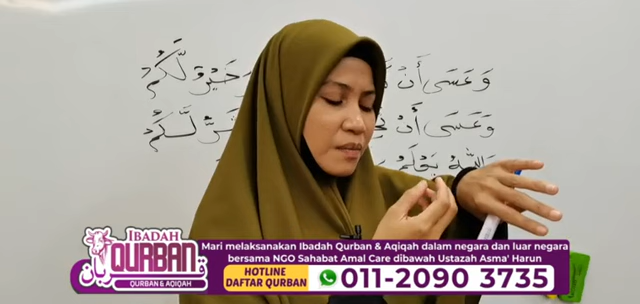 وَعَسَى أَنْ
خَيْرٌ لَّكُمْ
وَعَسَى أَنْ
شَرٌّ لَّكُمْ
وَاللَّهُ يَعْلَمُ
IBADAH
QURBAN
قربان
QURBAN & AQIQAH
Mari melaksanakan Ibadah Qurban & Aqiqah dalam negara dan luar negara
bersama NGO Sahabat Amal Care dibawah Ustazah Asma' Harun
HOTLINE
DAFTAR QURBAN
011-2090 3735